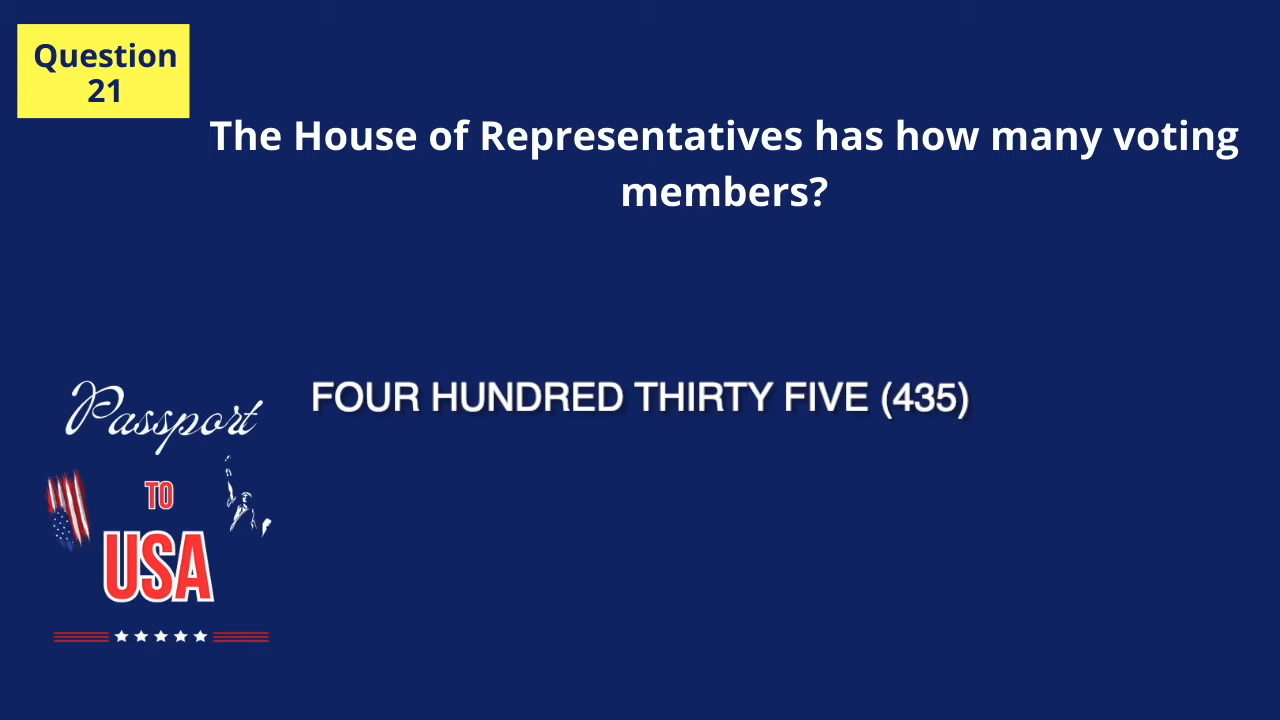 Question
21
The House of Representatives has how many voting
members?
FOUR HUNDRED THIRTY FIVE (435)
Passport
TO
USA